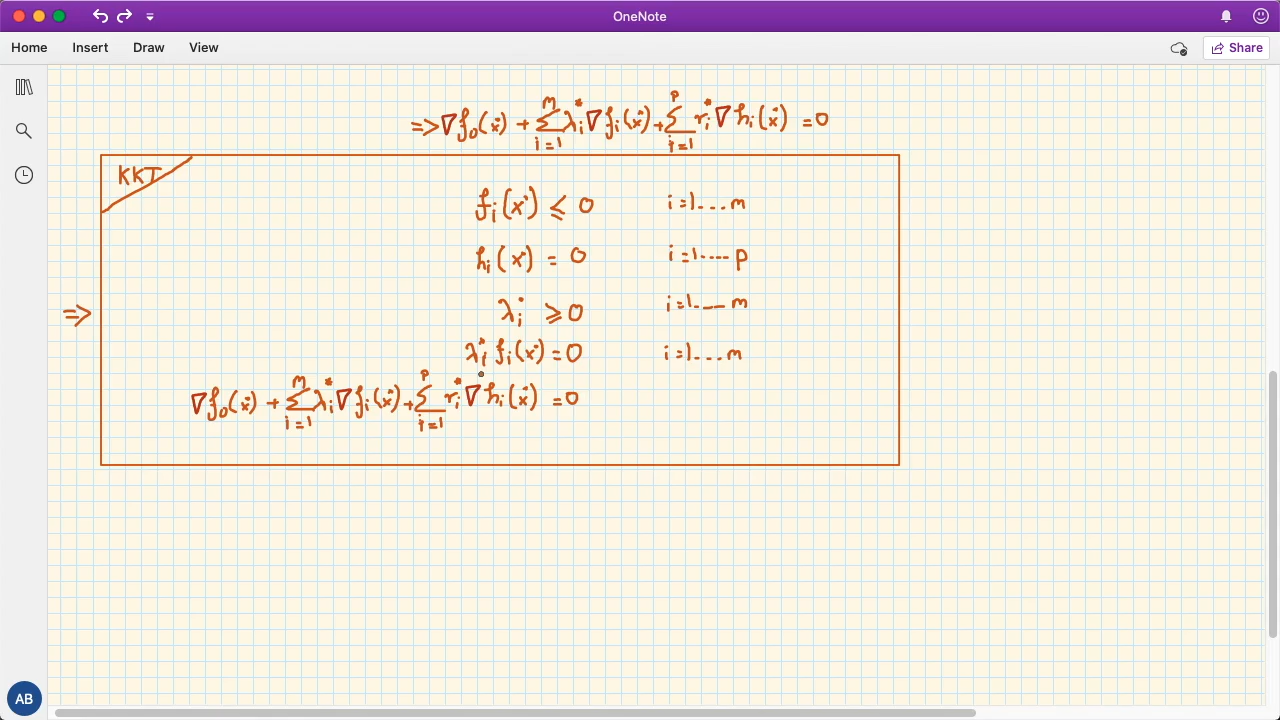 OneNote
Home Insert Draw View Share
=> ∇f₀(x*) + Σ_{i=1}^{m} λᵢ* ∇fᵢ(x*) + Σ_{i=1}^{p} rᵢ* ∇hᵢ(x*) = 0
KKT
fᵢ(x*) ≤ 0 i=1...m
hᵢ(x*) = 0 i=1....p
=>
λᵢ* ≥ 0 i=1...m
λᵢ* fᵢ(x*) = 0 i=1...m
∇f₀(x*) + Σ_{i=1}^{m} λᵢ* ∇fᵢ(x*) + Σ_{i=1}^{p} rᵢ* ∇hᵢ(x*) = 0
AB